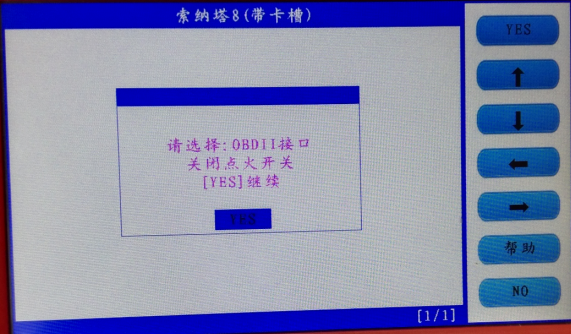 索纳塔8(带卡槽)
请选择:OBDII接口
关闭点火开关
[YES]继续
YES
[1/1]
YES
↑
↓
←
→
帮助
NO